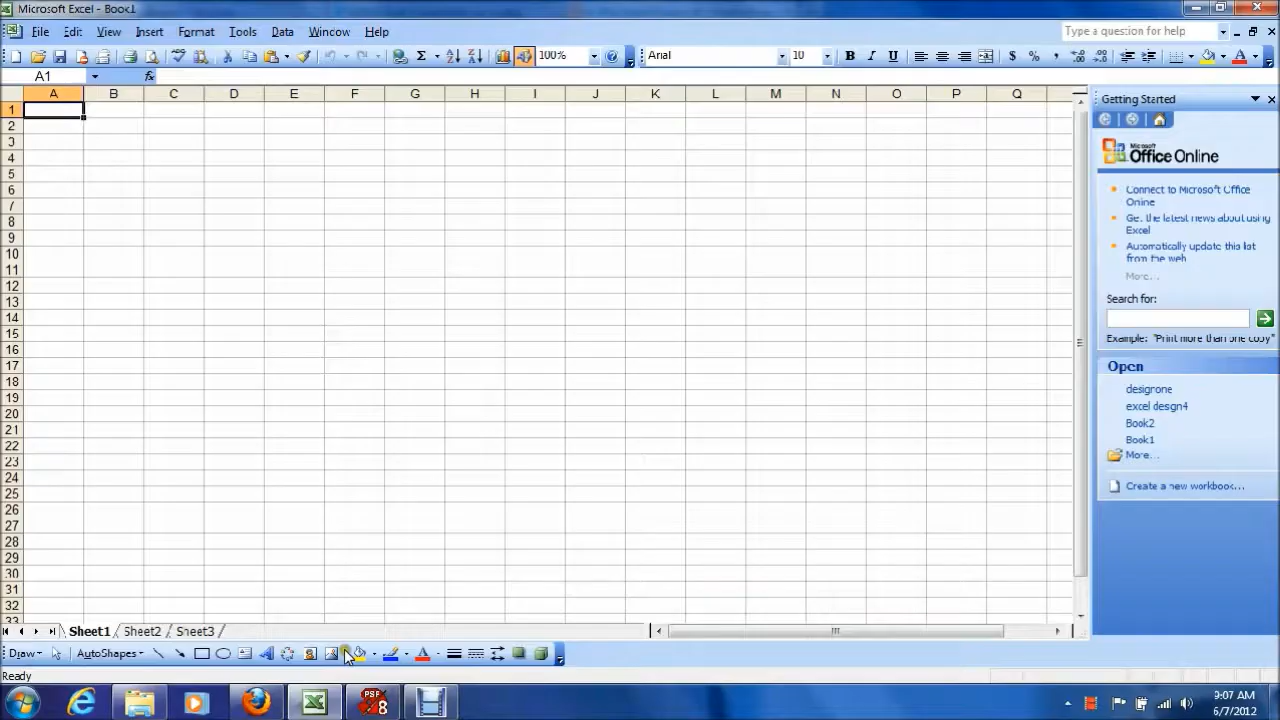 Microsoft Excel - Book1
File Edit View Insert Format Tools Data Window Help Type a question for help
100% Arial 10 B I U $ %
A1 fx
A B C D E F G H I J K L M N O P Q
1
2
3
4
5
6
7
8
9
10
11
12
13
14
15
16
17
18
19
20
21
22
23
24
25
26
27
28
29
30
31
32
33
Getting Started
Microsoft
Office Online
Connect to Microsoft Office
Online
Get the latest news about using
Excel
Automatically update this list
from the web
More...
Search for:
Example: "Print more than one copy"
Open
designone
excel design4
Book2
Book1
More...
Create a new workbook...
Sheet1 Sheet2 Sheet3
Draw AutoShapes A
Ready
PSP
8
9:07 AM
6/7/2012